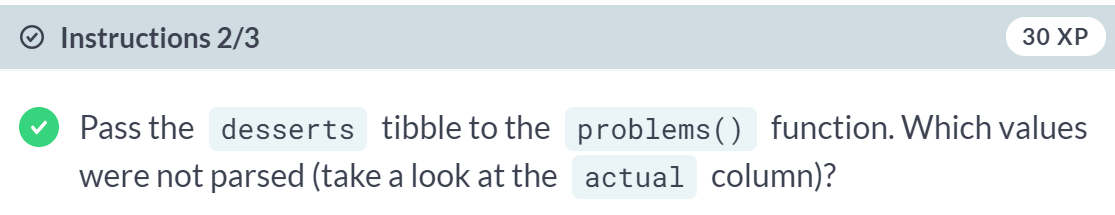 Instructions 2/3 30 XP
Pass the desserts tibble to the problems() function. Which values
were not parsed (take a look at the actual column)?